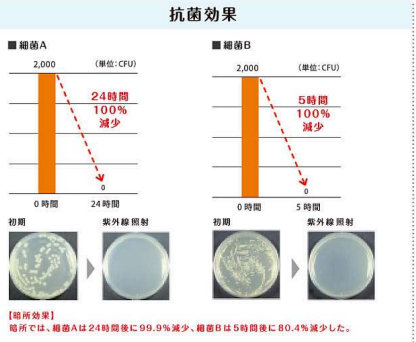 抗菌効果
■細菌A
2,000 (単位:CFU)
24時間
100%
減少
0
0時間 24時間
初期 紫外線照射
■細菌B
2,000 (単位:CFU)
5時間
100%
減少
0
0時間 5時間
初期 紫外線照射
【暗所効果】
暗所では、細菌Aは24時間後に99.9%減少、細菌Bは5時間後に80.4%減少した。